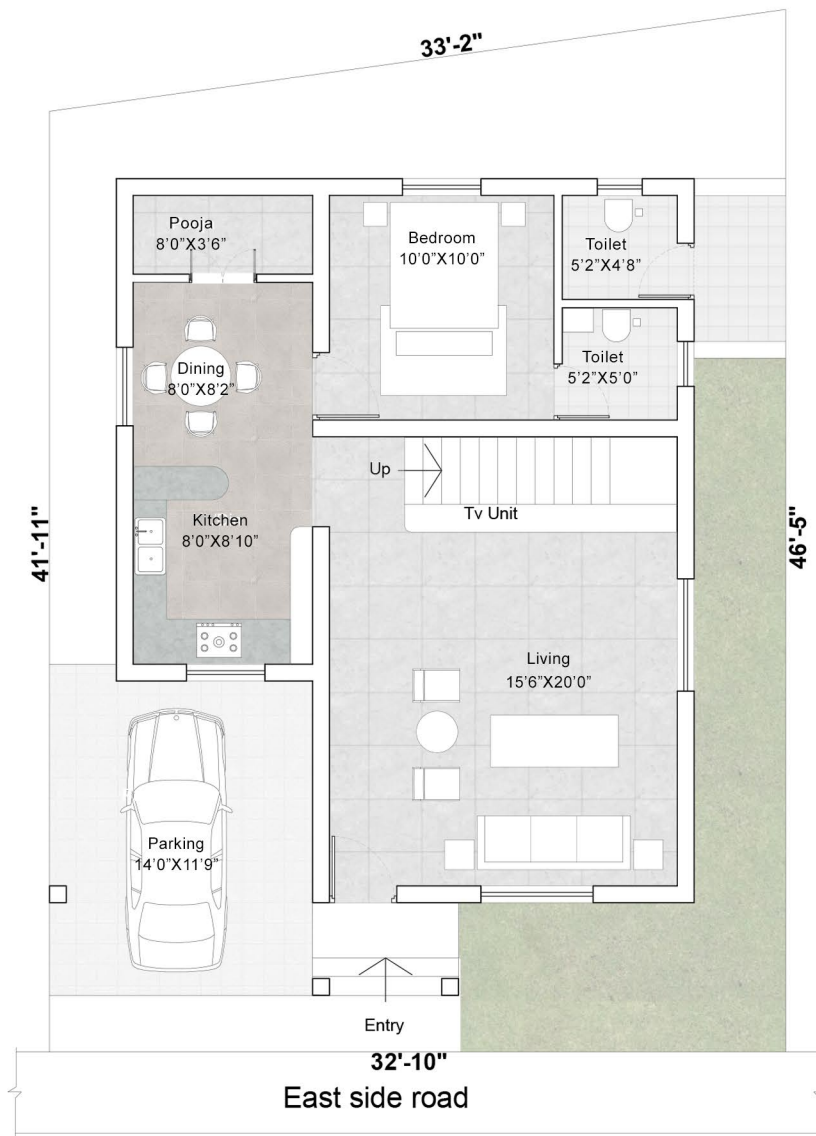 33'-2"
Pooja
8'0"X3'6"
Bedroom
10'0"X10'0"
Toilet
5'2"X4'8"
Dining
8'0"X8'2"
Toilet
5'2"X5'0"
Up
Tv Unit
Kitchen
8'0"X8'10"
41'-11"
46'-5"
Living
15'6"X20'0"
Parking
14'0"X11'9"
Entry
32'-10"
East side road